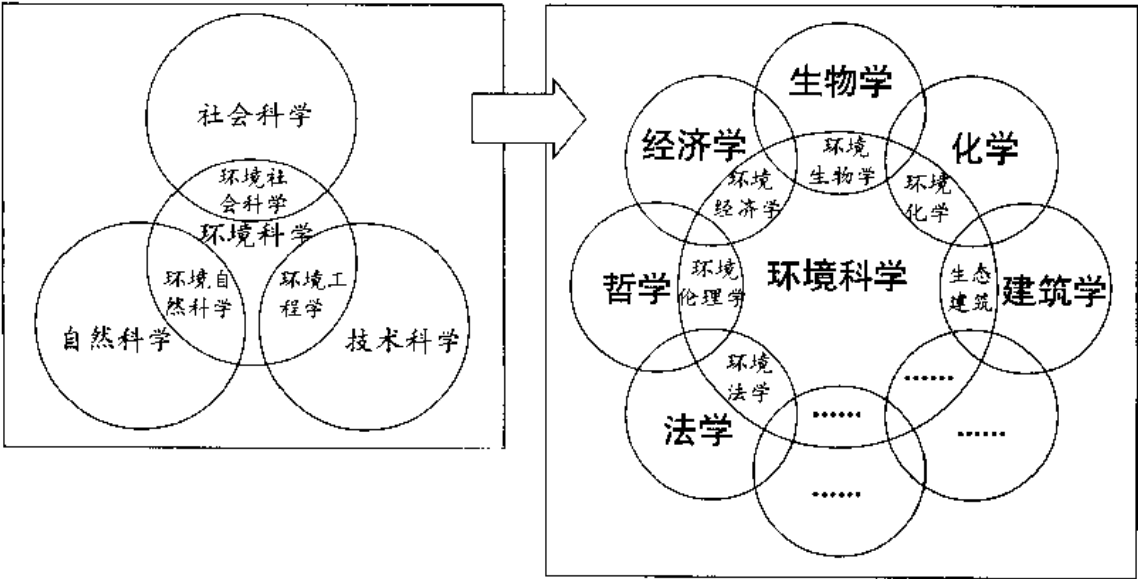 社会科学
环境社
会科学
环境科学
环境自
然科学
环境工
程学
自然科学
技术科学
生物学
经济学
化学
环境
生物学
环境
经济学
环境
化学
哲学
环境
伦理学
环境科学
生态
建筑
建筑学
环境
法学
法学
......
......
......
......